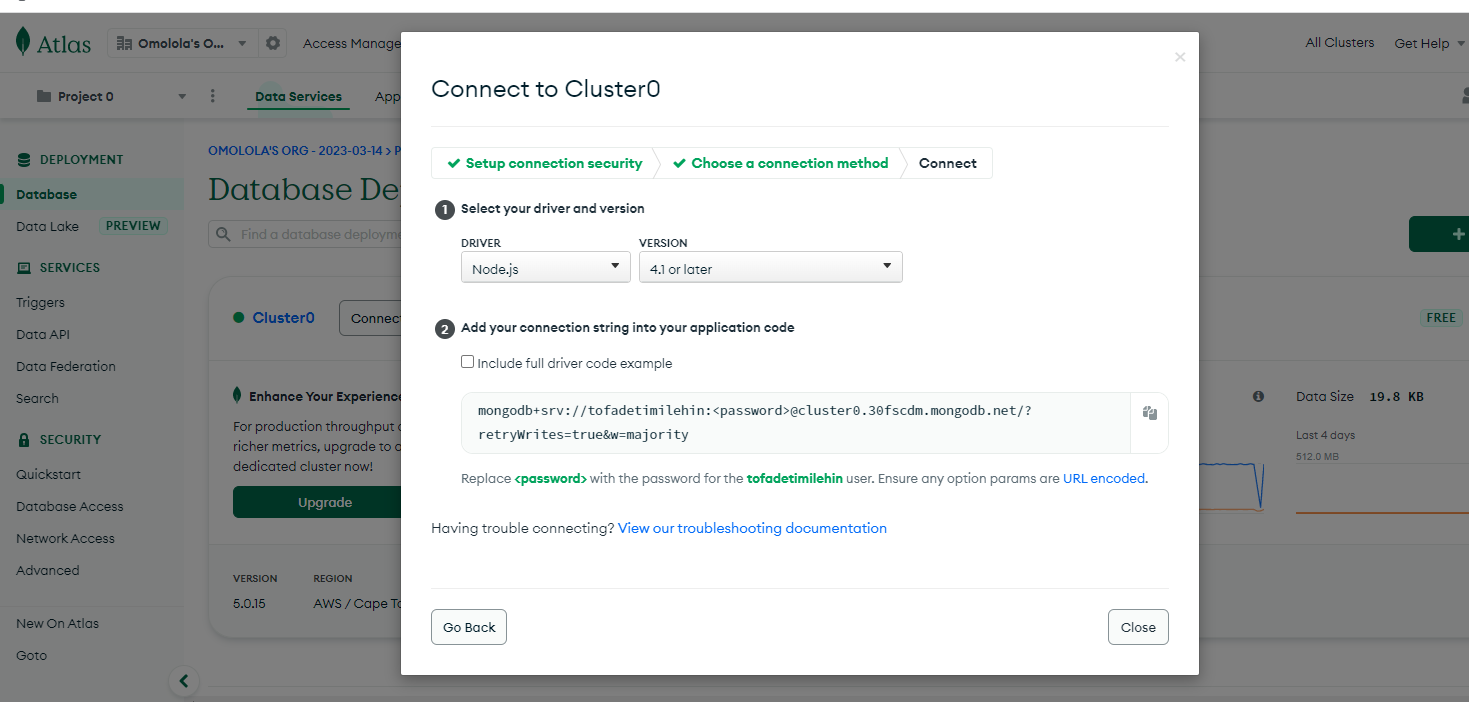 Atlas
Omolola's O...
Access Manage
All Clusters
Get Help
Project 0
Data Services
App
DEPLOYMENT
Database
Data Lake PREVIEW
SERVICES
Triggers
Data API
Data Federation
Search
SECURITY
Quickstart
Database Access
Network Access
Advanced
New On Atlas
Goto
OMOLOLA'S ORG - 2023-03-14 > P
Database De
Find a database deployme
+
Cluster0
Connec
FREE
Enhance Your Experience
For production throughput
richer metrics, upgrade to
dedicated cluster now!
Upgrade
VERSION REGION
5.0.15 AWS / Cape To
Data Size 19.8 KB
Last 4 days
512.0 MB
Connect to Cluster0
Setup connection security
Choose a connection method
Connect
1 Select your driver and version
DRIVER VERSION
Node.js 4.1 or later
2 Add your connection string into your application code
Include full driver code example
mongodb+srv://tofadetimilehin:<password>@cluster0.30fscdm.mongodb.net/?
retryWrites=true&w=majority
Replace <password> with the password for the tofadetimilehin user. Ensure any option params are URL encoded.
Having trouble connecting? View our troubleshooting documentation
Go Back
Close